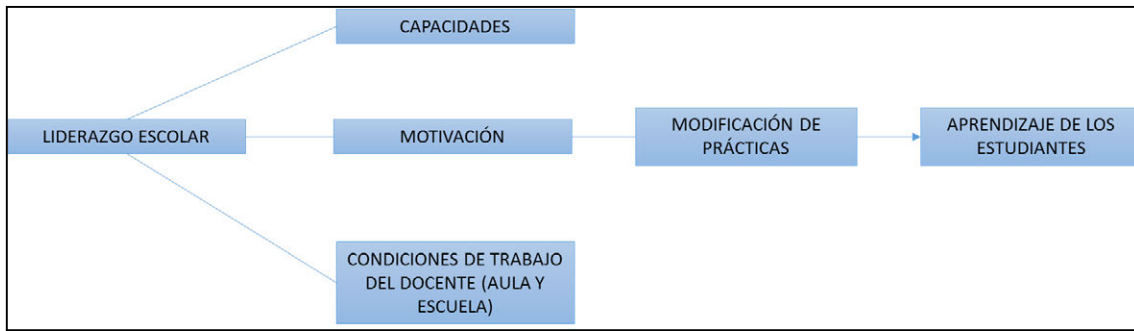 CAPACIDADES
LIDERAZGO ESCOLAR
MOTIVACIÓN
MODIFICACIÓN DE
PRÁCTICAS
APRENDIZAJE DE LOS
ESTUDIANTES
CONDICIONES DE TRABAJO
DEL DOCENTE (AULA Y
ESCUELA)